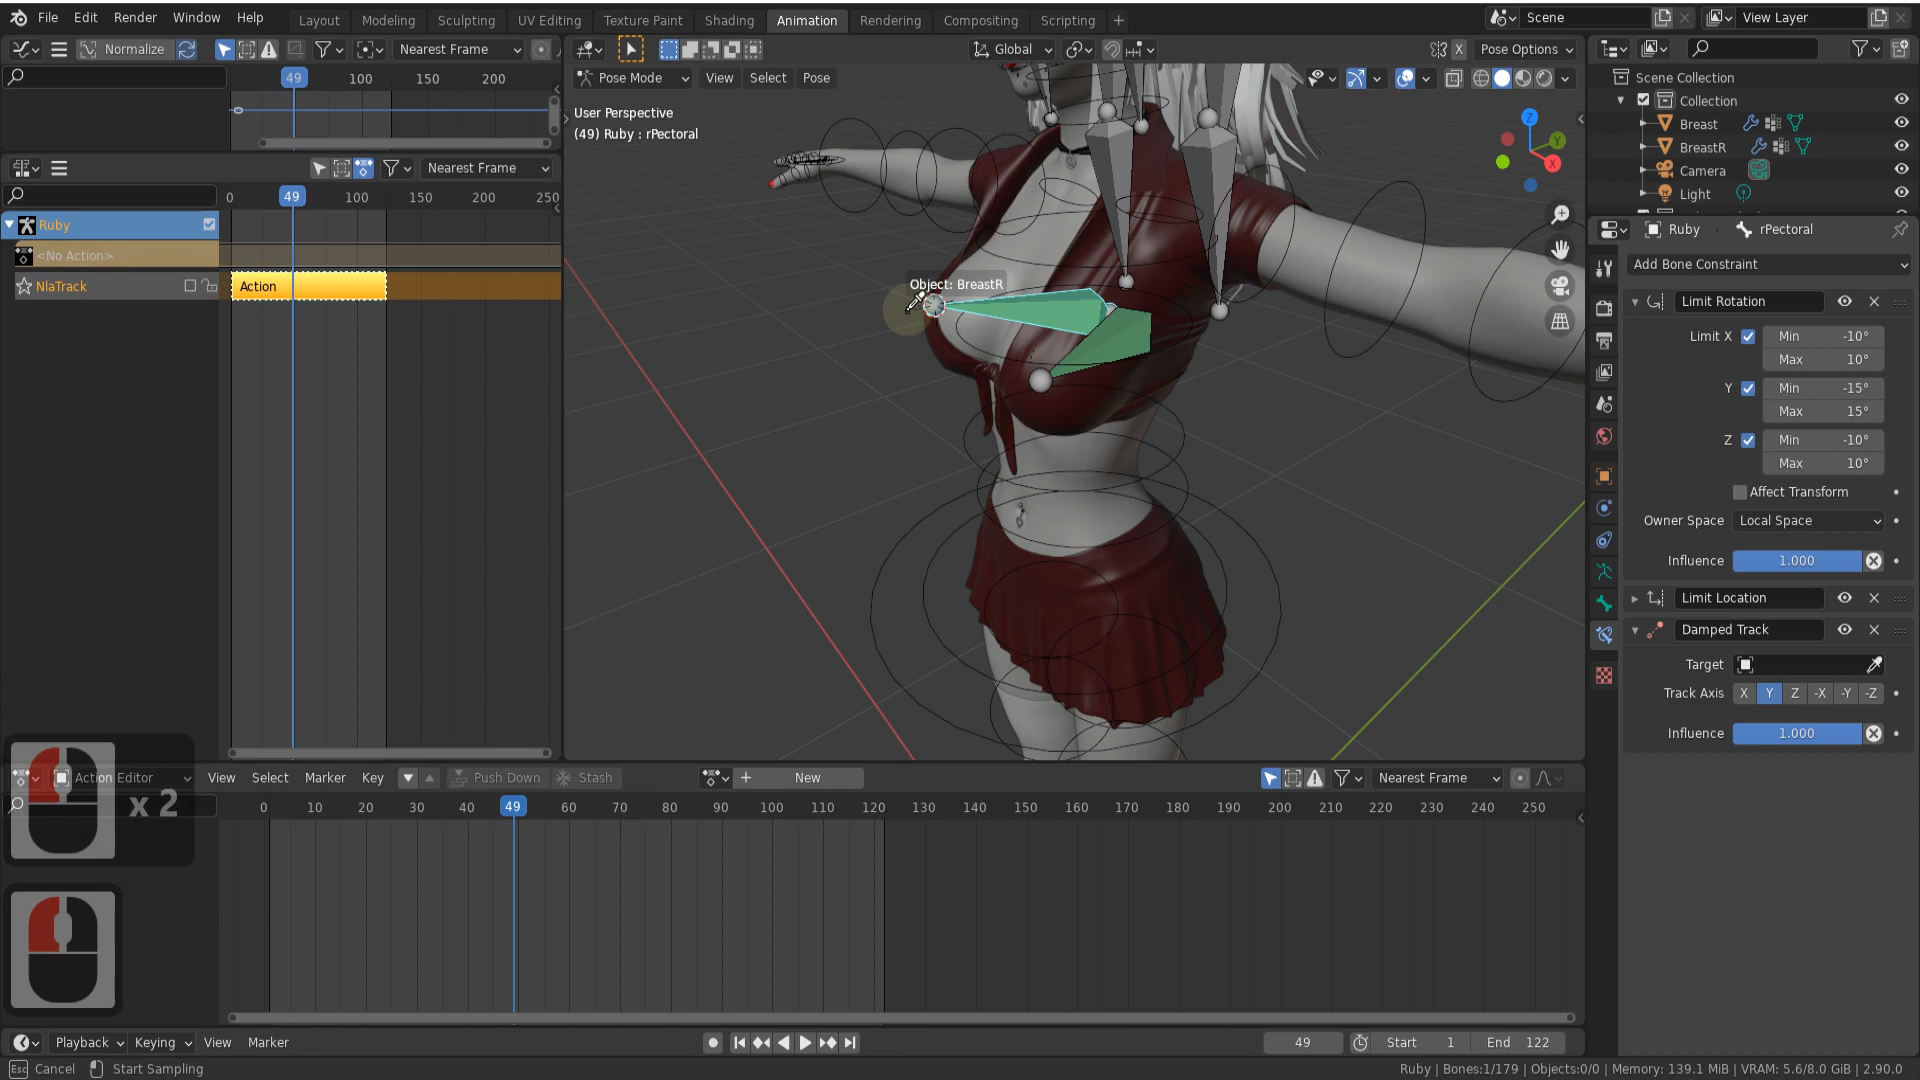 File Edit Render Window Help Layout Modeling Sculpting UV Editing Texture Paint Shading Animation Rendering Compositing Scripting + Scene View Layer
Normalize Nearest Frame Global X Pose Options
49 100 150 200
Pose Mode View Select Pose
Scene Collection
Collection
Breast
BreastR
Camera
Light
User Perspective
(49) Ruby : rPectoral
Z
Y
X
Nearest Frame
0 49 100 150 200 250
Ruby
<No Action>
NlaTrack Action
Object: BreastR
Ruby rPectoral
Add Bone Constraint
Limit Rotation
Limit X Min -10°
Max 10°
Y Min -15°
Max 15°
Z Min -10°
Max 10°
Affect Transform
Owner Space Local Space
Influence 1.000
Limit Location
Damped Track
Target
Track Axis X Y Z -X -Y -Z
Influence 1.000
Action Editor View Select Marker Key Push Down Stash + New Nearest Frame
x 2
0 10 20 30 40 49 60 70 80 90 100 110 120 130 140 150 160 170 180 190 200 210 220 230 240 250
Playback Keying View Marker 49 Start 1 End 122
Esc Cancel Start Sampling Ruby | Bones:1/179 | Objects:0/0 | Memory: 139.1 MiB | VRAM: 5.6/8.0 GiB | 2.90.0